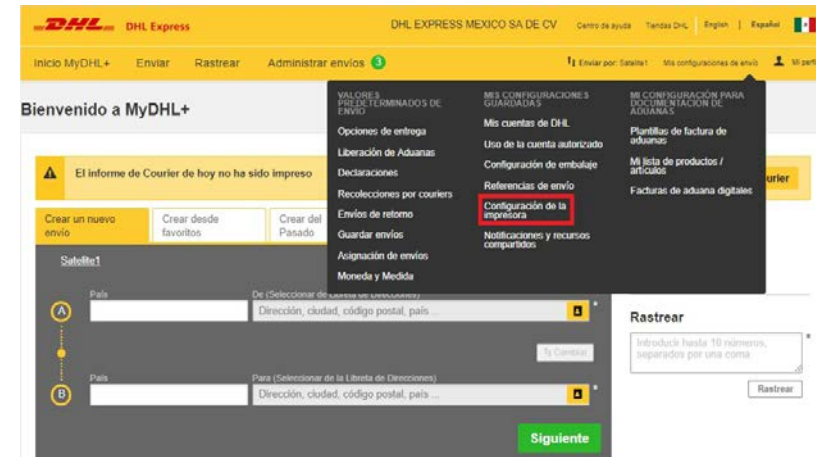 DHL DHL Express
DHL EXPRESS MEXICO SA DE CV
Centro de ayuda Tiendas DHL English | Español
Inicio MyDHL+ Enviar Rastrear Administrar envíos 3
Enviar por: Satelite1 Mis configuraciones de envío Mi perfil
Bienvenido a MyDHL+
VALORES
PREDETERMINADOS DE
ENVÍO
Opciones de entrega
Liberación de Aduanas
Declaraciones
Recolecciones por couriers
Envíos de retorno
Guardar envíos
Asignación de envíos
Moneda y Medida
MIS CONFIGURACIONES
GUARDADAS
Mis cuentas de DHL
Uso de la cuenta autorizado
Configuración de embalaje
Referencias de envío
Configuración de la
impresora
Notificaciones y recursos
compartidos
MI CONFIGURACIÓN PARA
DOCUMENTACIÓN DE
ADUANAS
Plantillas de factura de
aduanas
Mi lista de productos /
artículos
Facturas de aduana digitales
El informe de Courier de hoy no ha sido impreso
urier
Crear un nuevo
envío
Crear desde
favoritos
Crear del
Pasado
Satelite1
País
De (Seleccionar de Libreta de Direcciones)
A
Dirección, ciudad, código postal, país ...
*
Cambiar
País
Para (Seleccionar de la Libreta de Direcciones)
B
Dirección, ciudad, código postal, país ...
*
Siguiente
Rastrear
Introducir hasta 10 números,
separados por una coma
*
Rastrear